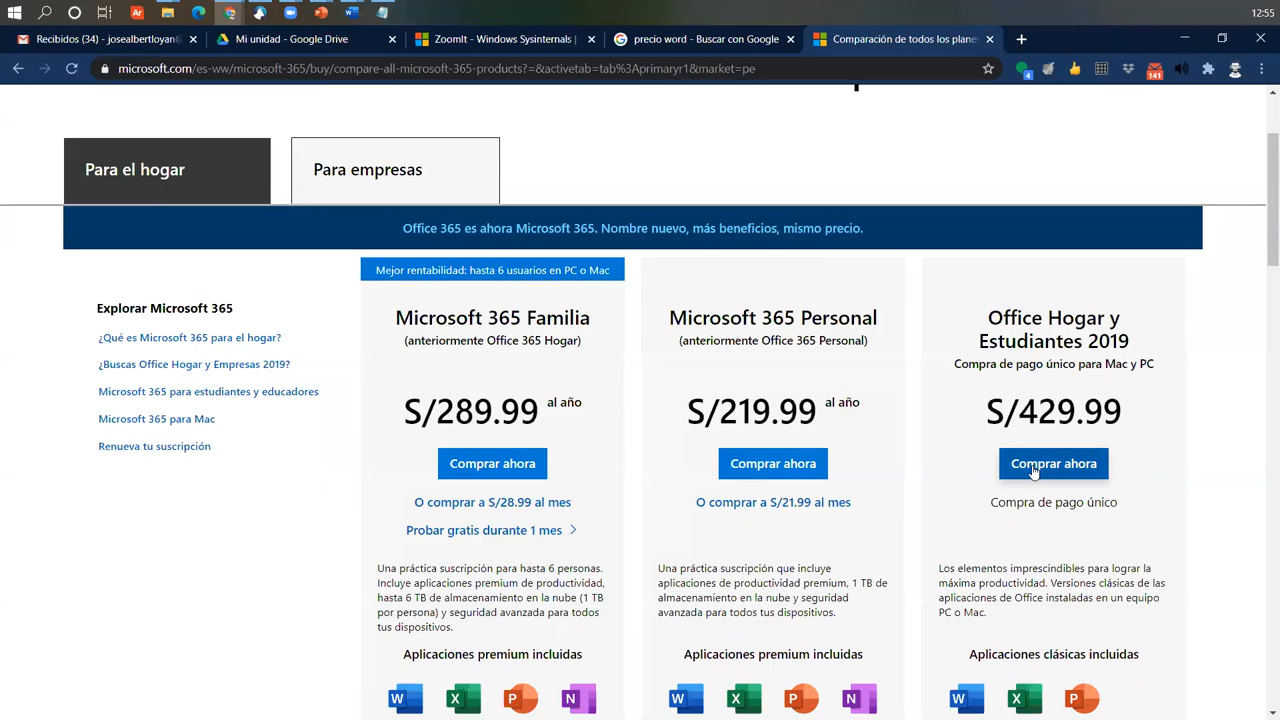 12:55
Recibidos (34) - josealbertloyan@
Mi unidad - Google Drive
ZoomIt - Windows Sysinternals |
precio word - Buscar con Google
Comparación de todos los plane
microsoft.com/es-ww/microsoft-365/buy/compare-all-microsoft-365-products?=&activetab=tab%3Aprimaryr1&market=pe
4
141
Para el hogar
Para empresas
Office 365 es ahora Microsoft 365. Nombre nuevo, más beneficios, mismo precio.
Explorar Microsoft 365
¿Qué es Microsoft 365 para el hogar?
¿Buscas Office Hogar y Empresas 2019?
Microsoft 365 para estudiantes y educadores
Microsoft 365 para Mac
Renueva tu suscripción
Mejor rentabilidad: hasta 6 usuarios en PC o Mac
Microsoft 365 Familia
(anteriormente Office 365 Hogar)
S/289.99 al año
Comprar ahora
O comprar a S/28.99 al mes
Probar gratis durante 1 mes
Una práctica suscripción para hasta 6 personas.
Incluye aplicaciones premium de productividad,
hasta 6 TB de almacenamiento en la nube (1 TB
por persona) y seguridad avanzada para todos
tus dispositivos.
Aplicaciones premium incluidas
W X P N
Microsoft 365 Personal
(anteriormente Office 365 Personal)
S/219.99 al año
Comprar ahora
O comprar a S/21.99 al mes
Una práctica suscripción que incluye
aplicaciones de productividad premium, 1 TB de
almacenamiento en la nube y seguridad
avanzada para todos tus dispositivos.
Aplicaciones premium incluidas
W X P N
Office Hogar y
Estudiantes 2019
Compra de pago único para Mac y PC
S/429.99
Comprar ahora
Compra de pago único
Los elementos imprescindibles para lograr la
máxima productividad. Versiones clásicas de las
aplicaciones de Office instaladas en un equipo
PC o Mac.
Aplicaciones clásicas incluidas
W X P